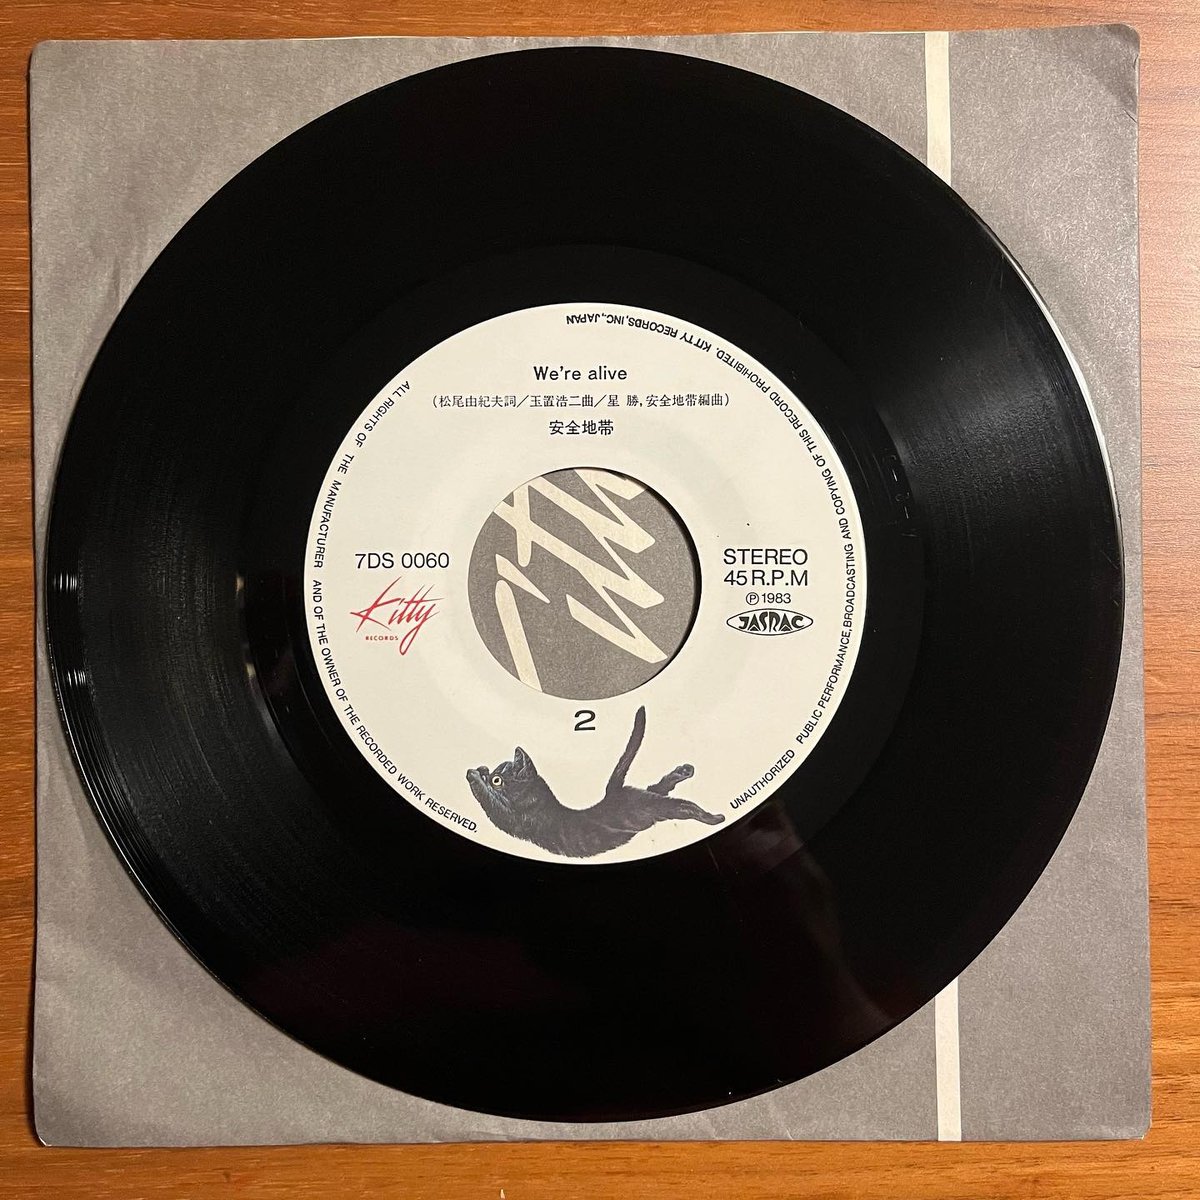 We're alive
(松尾由紀夫詞/玉置浩二曲/星 勝,安全地帯編曲)
安全地帯
7DS 0060
Kitty
RECORDS
STEREO
45 R.P.M
Ⓟ1983
JASRAC
2
ALL RIGHTS OF THE MANUFACTURER AND OF THE OWNER OF THE RECORDED WORK RESERVED.
UNAUTHORIZED PUBLIC PERFORMANCE,BROADCASTING AND COPYING OF THIS RECORD PROHIBITED. KITTY RECORDS,INC.,JAPAN